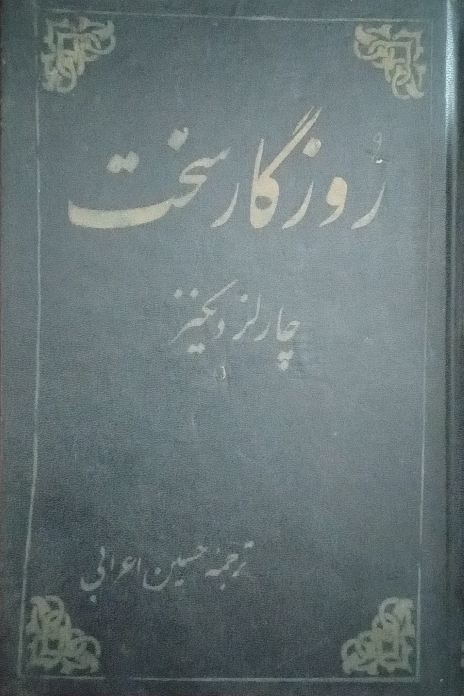 روزگار سخت
چارلز دیکنز
ترجمهٔ حسین اعرابی